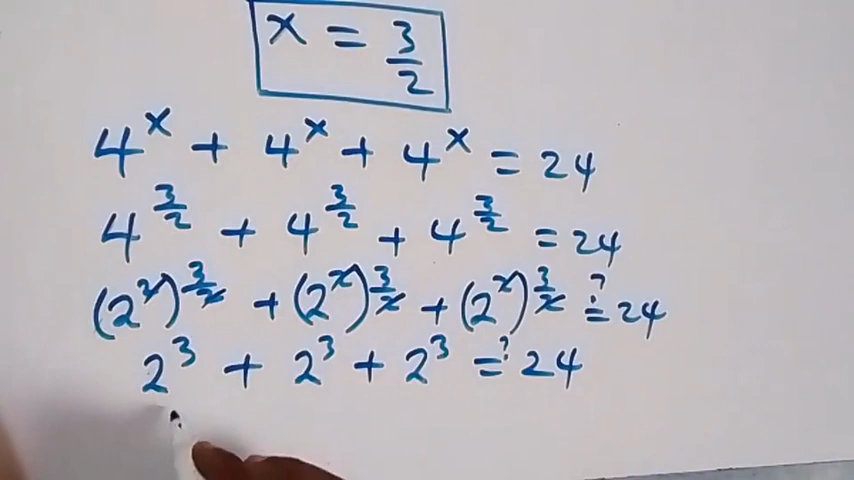 x = 3/2
4^x + 4^x + 4^x = 24
4^(3/2) + 4^(3/2) + 4^(3/2) = 24
(2^2)^(3/2) + (2^2)^(3/2) + (2^2)^(3/2) =? 24
2^3 + 2^3 + 2^3 =? 24